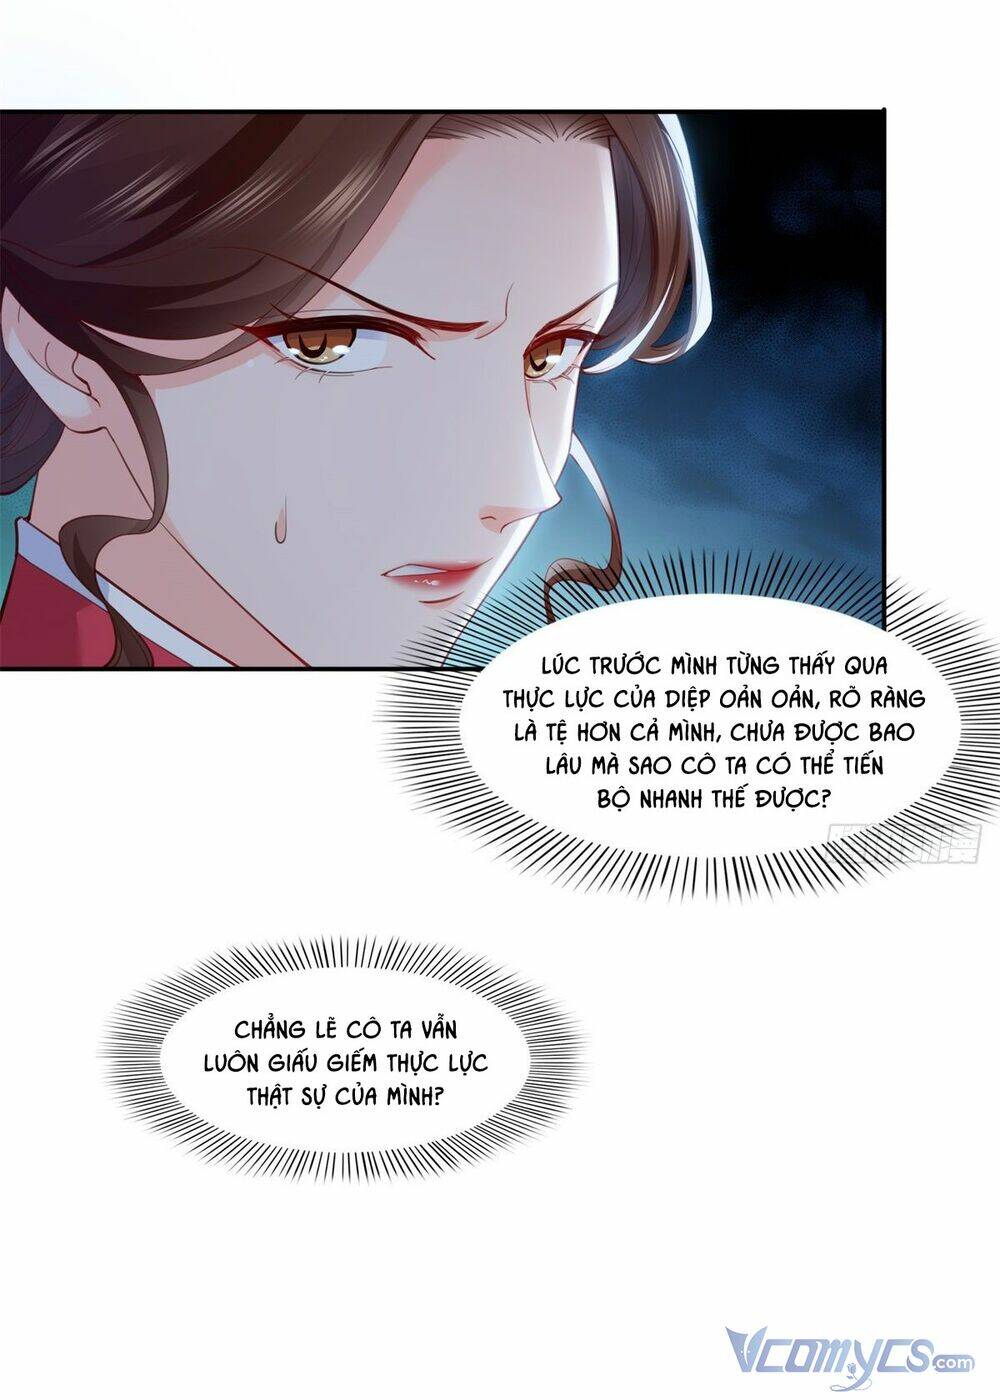 LÚC TRƯỚC MÌNH TỪNG THẤY QUA
THỰC LỰC CỦA DIỆP OẢN OẢN, RÕ RÀNG
LÀ TỆ HƠN CẢ MÌNH, CHƯA ĐƯỢC BAO
LÂU MÀ SAO CÔ TA CÓ THỂ TIẾN
BỘ NHANH THẾ ĐƯỢC?
CHẲNG LẼ CÔ TA VẪN
LUÔN GIẤU GIẾM THỰC LỰC
THẬT SỰ CỦA MÌNH?
VCOMYCS.com